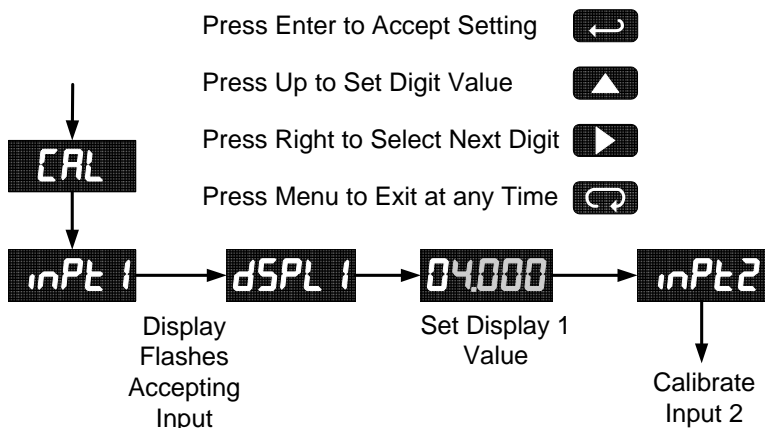 Press Enter to Accept Setting
Press Up to Set Digit Value
Press Right to Select Next Digit
Press Menu to Exit at any Time
CAL
inPt 1
dSPL 1
04.000
inPt2
Display
Flashes
Accepting
Input
Set Display 1
Value
Calibrate
Input 2